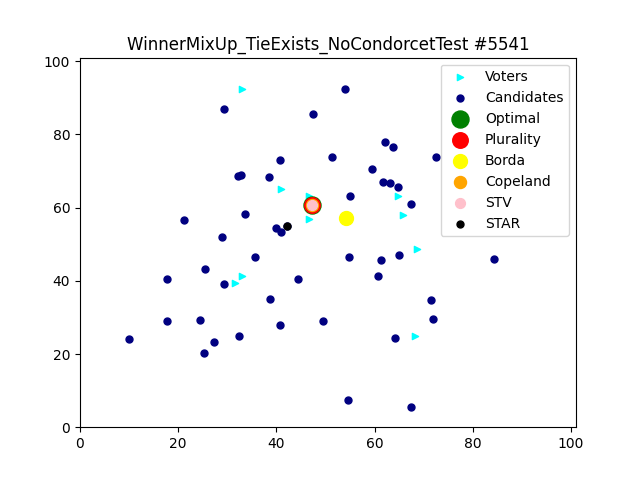 WinnerMixUp_TieExists_NoCondorcetTest #5541
Voters
Candidates
Optimal
Plurality
Borda
Copeland
STV
STAR
100
80
60
40
20
0
0 20 40 60 80 100